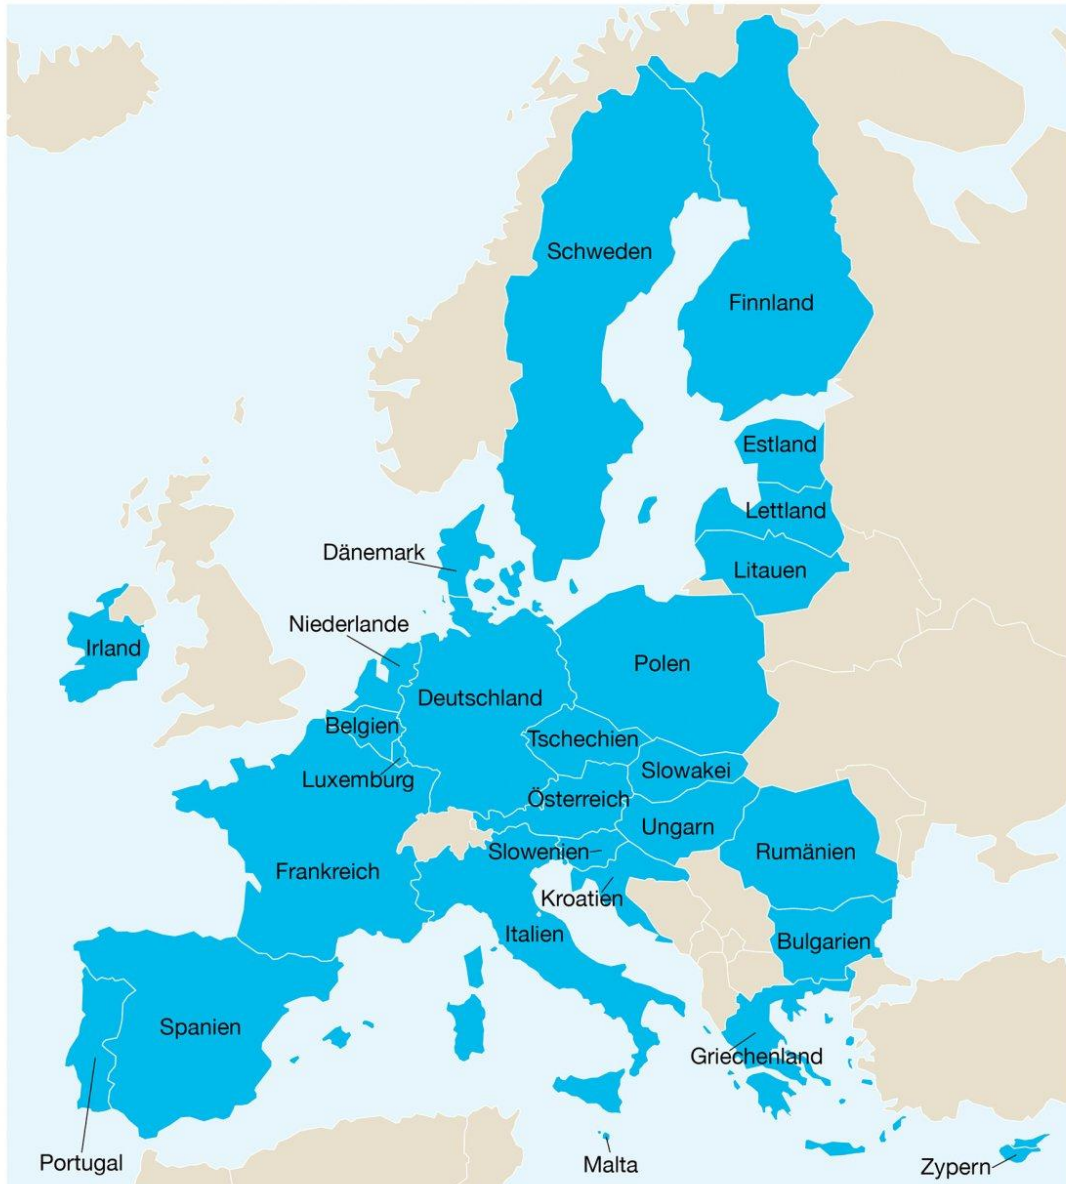 Schweden
Finnland
Estland
Lettland
Dänemark
Litauen
Niederlande
Irland
Polen
Deutschland
Belgien
Tschechien
Slowakei
Luxemburg
Österreich
Ungarn
Slowenien
Rumänien
Frankreich
Kroatien
Italien
Bulgarien
Spanien
Griechenland
Portugal
Malta
Zypern